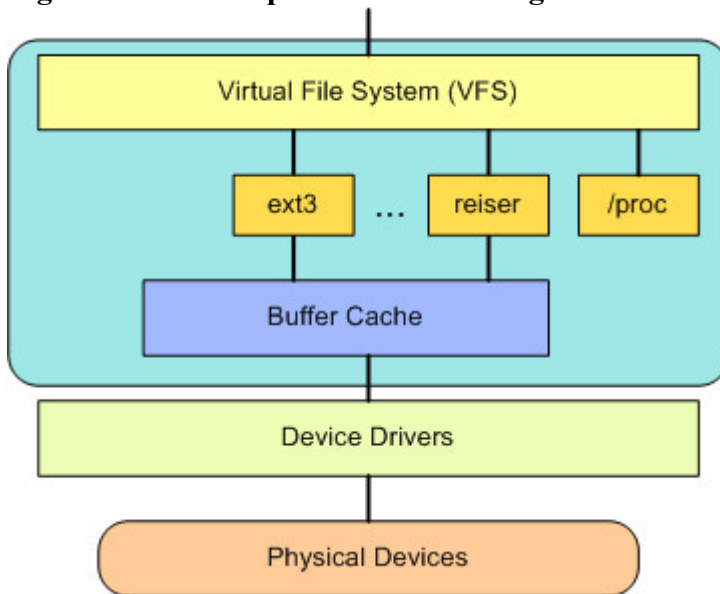 Virtual File System (VFS)
ext3 ... reiser /proc
Buffer Cache
Device Drivers
Physical Devices